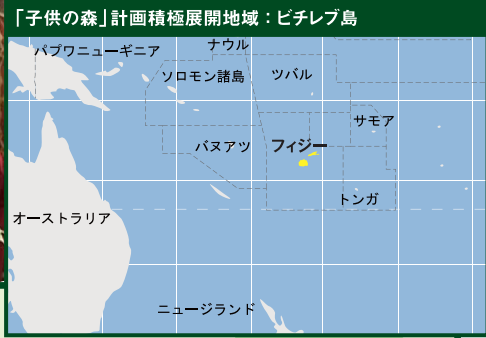 「子供の森」計画積極展開地域：ビチレブ島
パプワニューギニア
ナウル
ソロモン諸島
ツバル
サモア
バヌアツ
フィジー
トンガ
オーストラリア
ニュージランド